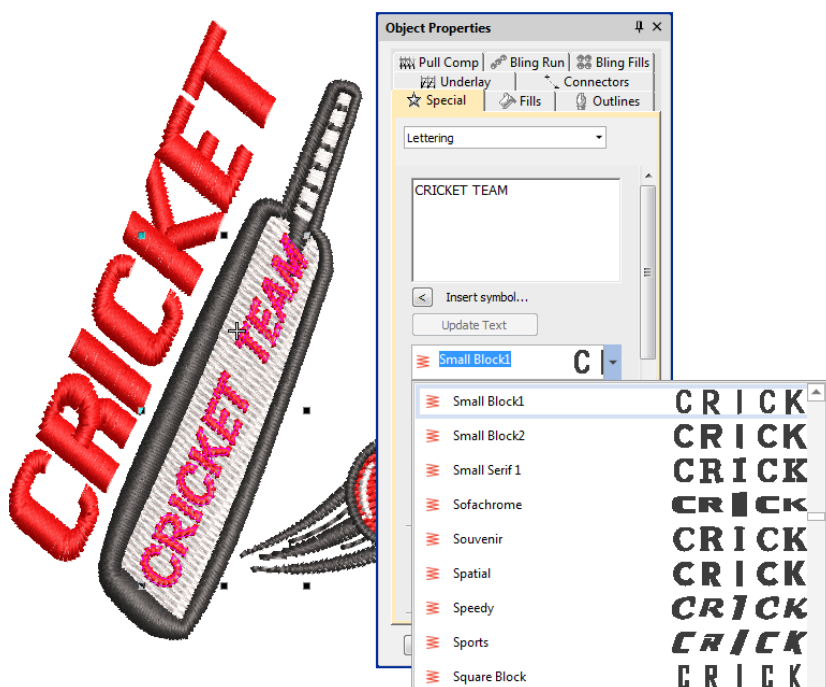 CRICKET
CRICKET TEAM
Object Properties
Pull Comp
Bling Run
Bling Fills
Underlay
Connectors
Special
Fills
Outlines
Lettering
CRICKET TEAM
< Insert symbol...
Update Text
Small Block1 C
Small Block1 CRICK
Small Block2 CRICK
Small Serif 1 CRICK
Sofachrome CRICK
Souvenir CRICK
Spatial CRICK
Speedy CRICK
Sports CRICK
Square Block CRICK